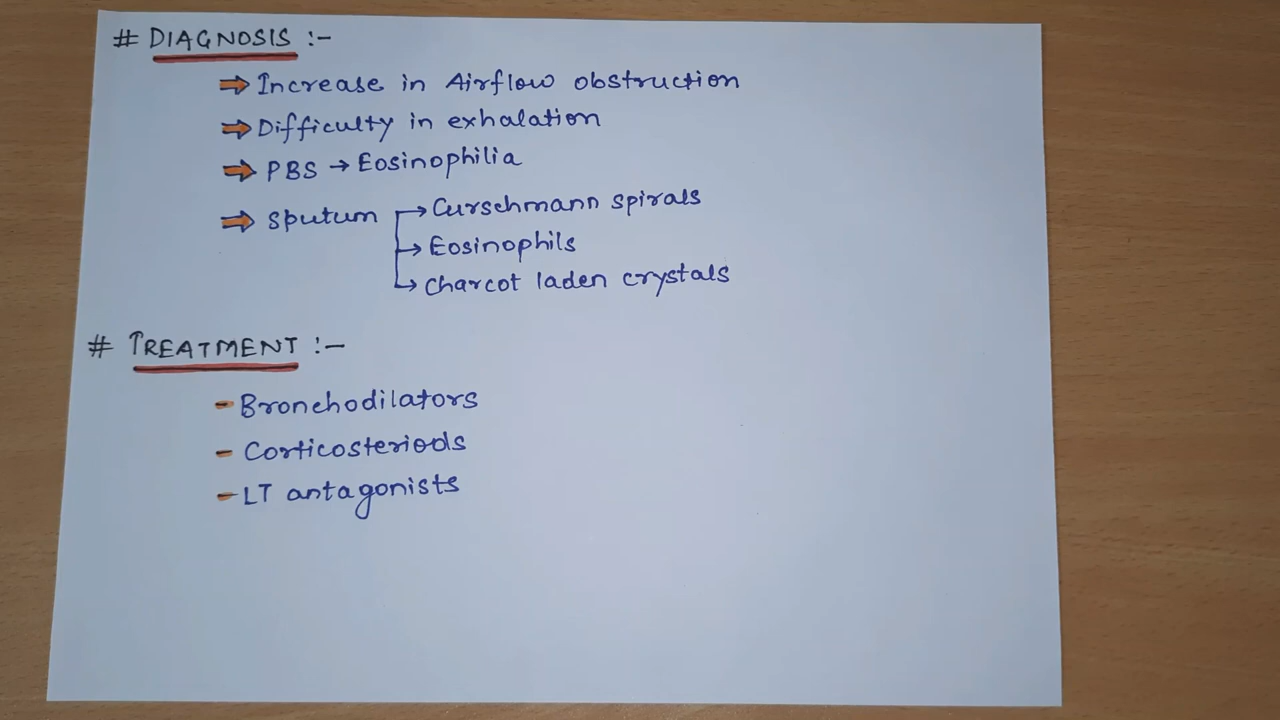 # DIAGNOSIS :-
⇒ Increase in Airflow obstruction
⇒ Difficulty in exhalation
⇒ PBS → Eosinophilia
⇒ Sputum → Curschmann spirals
→ Eosinophils
→ Charcot laden crystals
# TREATMENT :-
- Bronchodilators
- Corticosteriods
- LT antagonists